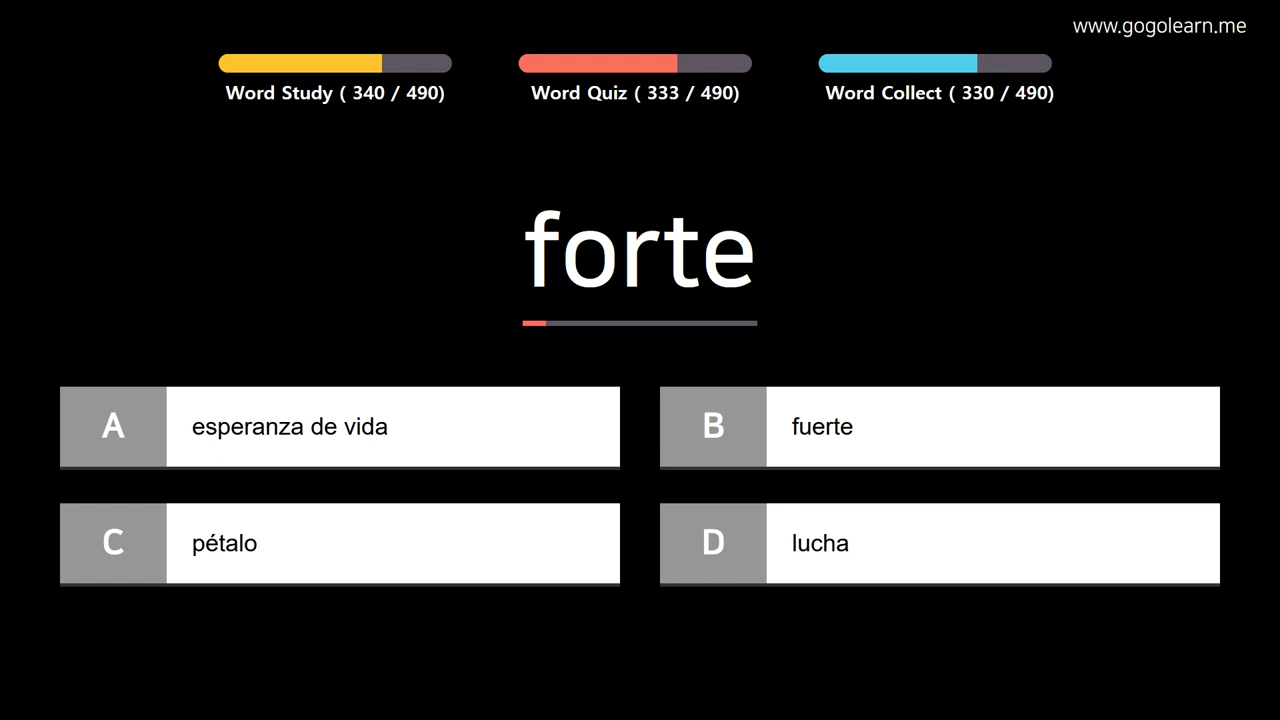 www.gogolearn.me
Word Study ( 340 / 490)
Word Quiz ( 333 / 490)
Word Collect ( 330 / 490)
forte
A esperanza de vida
B fuerte
C pétalo
D lucha